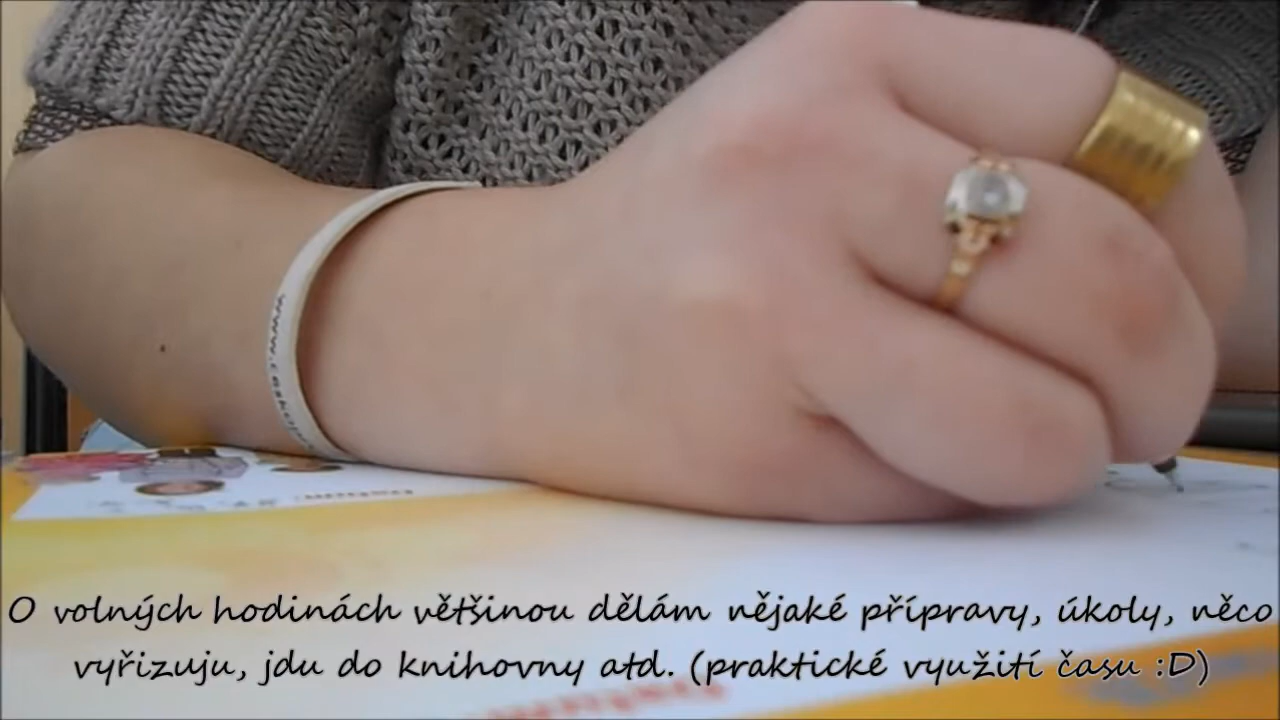 O volných hodinách většinou dělám nějaké přípravy, úkoly, něco
vyřizuju, jdu do knihovny atd. (praktické využití času :D)